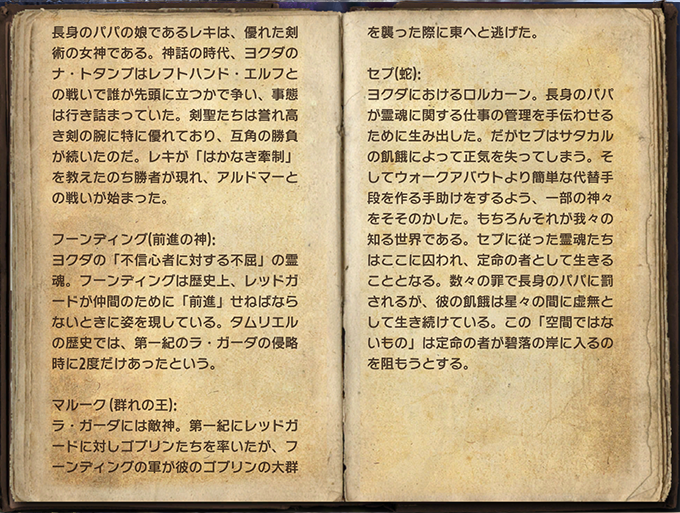 長身のパパの娘であるレキは、優れた剣
術の女神である。神話の時代、ヨクダの
ナ・トタンブはレフトハンド・エルフと
の戦いで誰が先頭に立つかで争い、事態
は行き詰まっていた。剣聖たちは誉れ高
き剣の腕に特に優れており、互角の勝負
が続いたのだ。レキが「はかなき牽制」
を教えたのち勝者が現れ、アルドマーと
の戦いが始まった。

フーンディング(前進の神):
ヨクダの「不信心者に対する不屈」の霊
魂。フーンディングは歴史上、レッドガ
ードが仲間のために「前進」せねばなら
ないときに姿を現している。タムリエル
の歴史では、第一紀のラ・ガーダの侵略
時に2度だけあったという。

マルーク(群れの王):
ラ・ガーダには敵神。第一紀にレッドガ
ードに対しゴブリンたちを率いたが、フ
ーンディングの軍が彼のゴブリンの大群
を襲った際に東へと逃げた。

セプ(蛇):
ヨクダにおけるロルカーン。長身のパパ
が霊魂に関する仕事の管理を手伝わせる
ために生み出した。だがセプはサタカル
の飢餓によって正気を失ってしまう。そ
してウォークアバウトより簡単な代替手
段を作る手助けをするよう、一部の神々
をそそのかした。もちろんそれが我々の
知る世界である。セプに従った霊魂たち
はここに囚われ、定命の者として生きる
こととなる。数々の罪で長身のパパに罰
されるが、彼の飢餓は星々の間に虚無と
して生き続けている。この「空間ではな
いもの」は定命の者が碧落の岸に入るの
を阻もうとする。